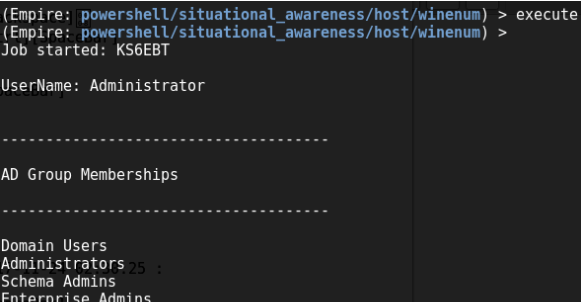 (Empire: powershell/situational_awareness/host/winenum) > execute
(Empire: powershell/situational_awareness/host/winenum) >
Job started: KS6EBT
UserName: Administrator
-------------------------------------
AD Group Memberships
-------------------------------------
Domain Users
Administrators
Schema Admins
Enterprise Admins